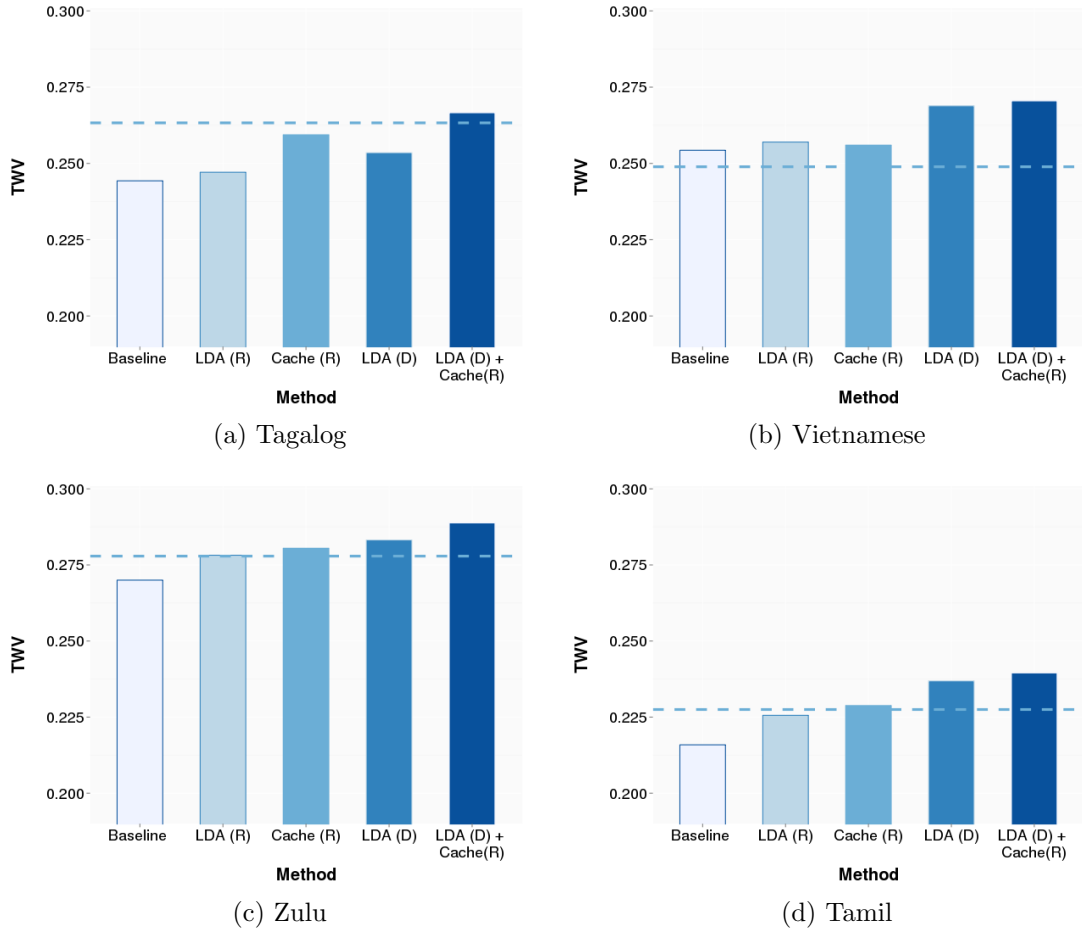 0.300
0.275
0.250
0.225
0.200
TWV
Baseline LDA (R) Cache (R) LDA (D) LDA (D) +
Cache(R)
Method
(a) Tagalog
0.300
0.275
0.250
0.225
0.200
TWV
Baseline LDA (R) Cache (R) LDA (D) LDA (D) +
Cache(R)
Method
(b) Vietnamese
0.300
0.275
0.250
0.225
0.200
TWV
Baseline LDA (R) Cache (R) LDA (D) LDA (D) +
Cache(R)
Method
(c) Zulu
0.300
0.275
0.250
0.225
0.200
TWV
Baseline LDA (R) Cache (R) LDA (D) LDA (D) +
Cache(R)
Method
(d) Tamil